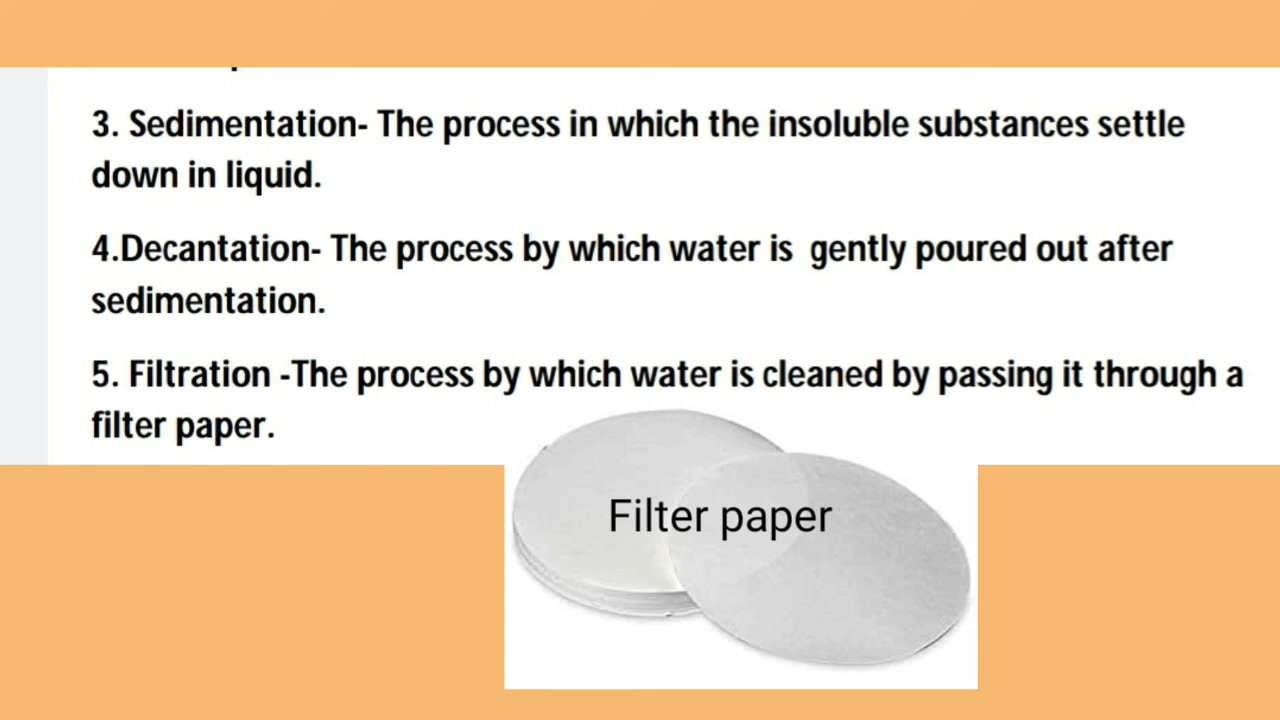 3. Sedimentation- The process in which the insoluble substances settle
down in liquid.
4.Decantation- The process by which water is gently poured out after
sedimentation.
5. Filtration -The process by which water is cleaned by passing it through a
filter paper.
Filter paper